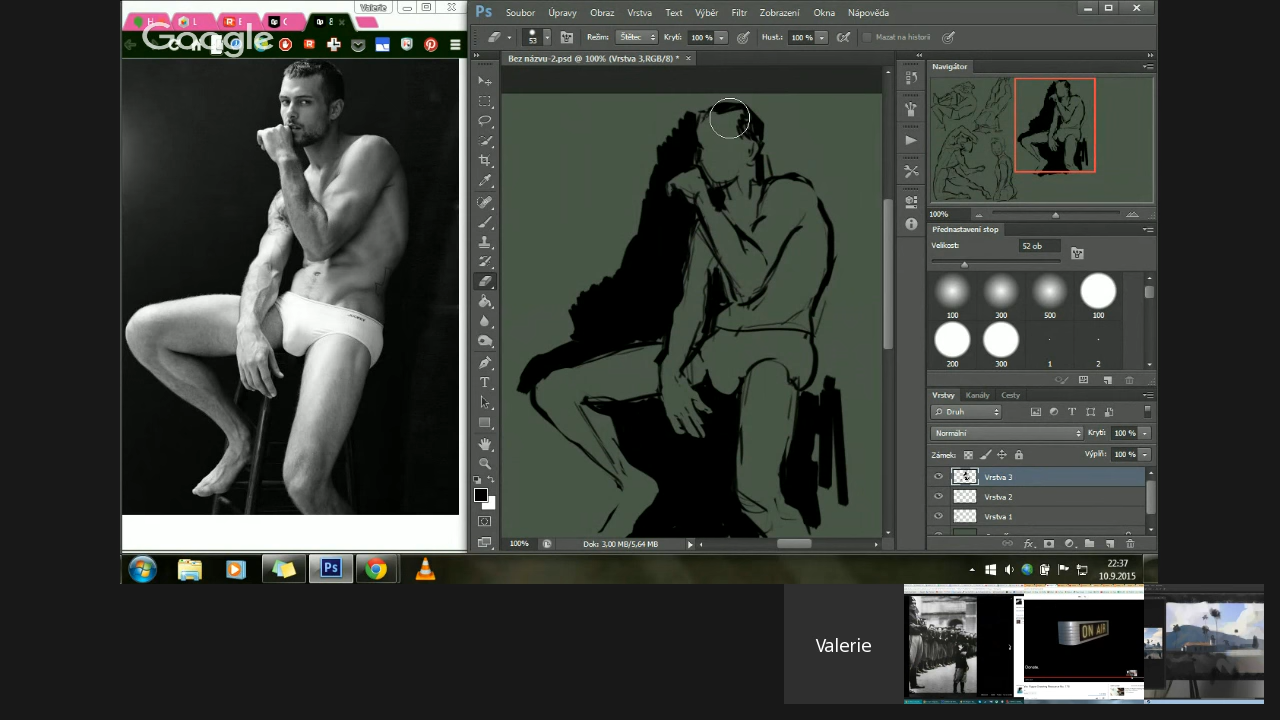 Valerie
Google
Ps Soubor Úpravy Obraz Vrstva Text Výběr Filtr Zobrazení Okna Nápověda
53 Režim: Štětec Krytí: 100 % Hust.: 100 % Mazat na historii
Bez názvu-2.psd @ 100% (Vrstva 3,RGB/8) *
Navigátor
100%
Přednastavení stop
Velikost: 52 ob
100 300 500 100
200 300 1 2
Vrstvy Kanály Cesty
Druh
Normální Krytí: 100 %
Zámek: Výplň: 100 %
Vrstva 3
Vrstva 2
Vrstva 1
100% Dok: 3,00 MB/5,64 MB
Ps
22:37
10.9.2015
Valerie
ON AIR
Donate.